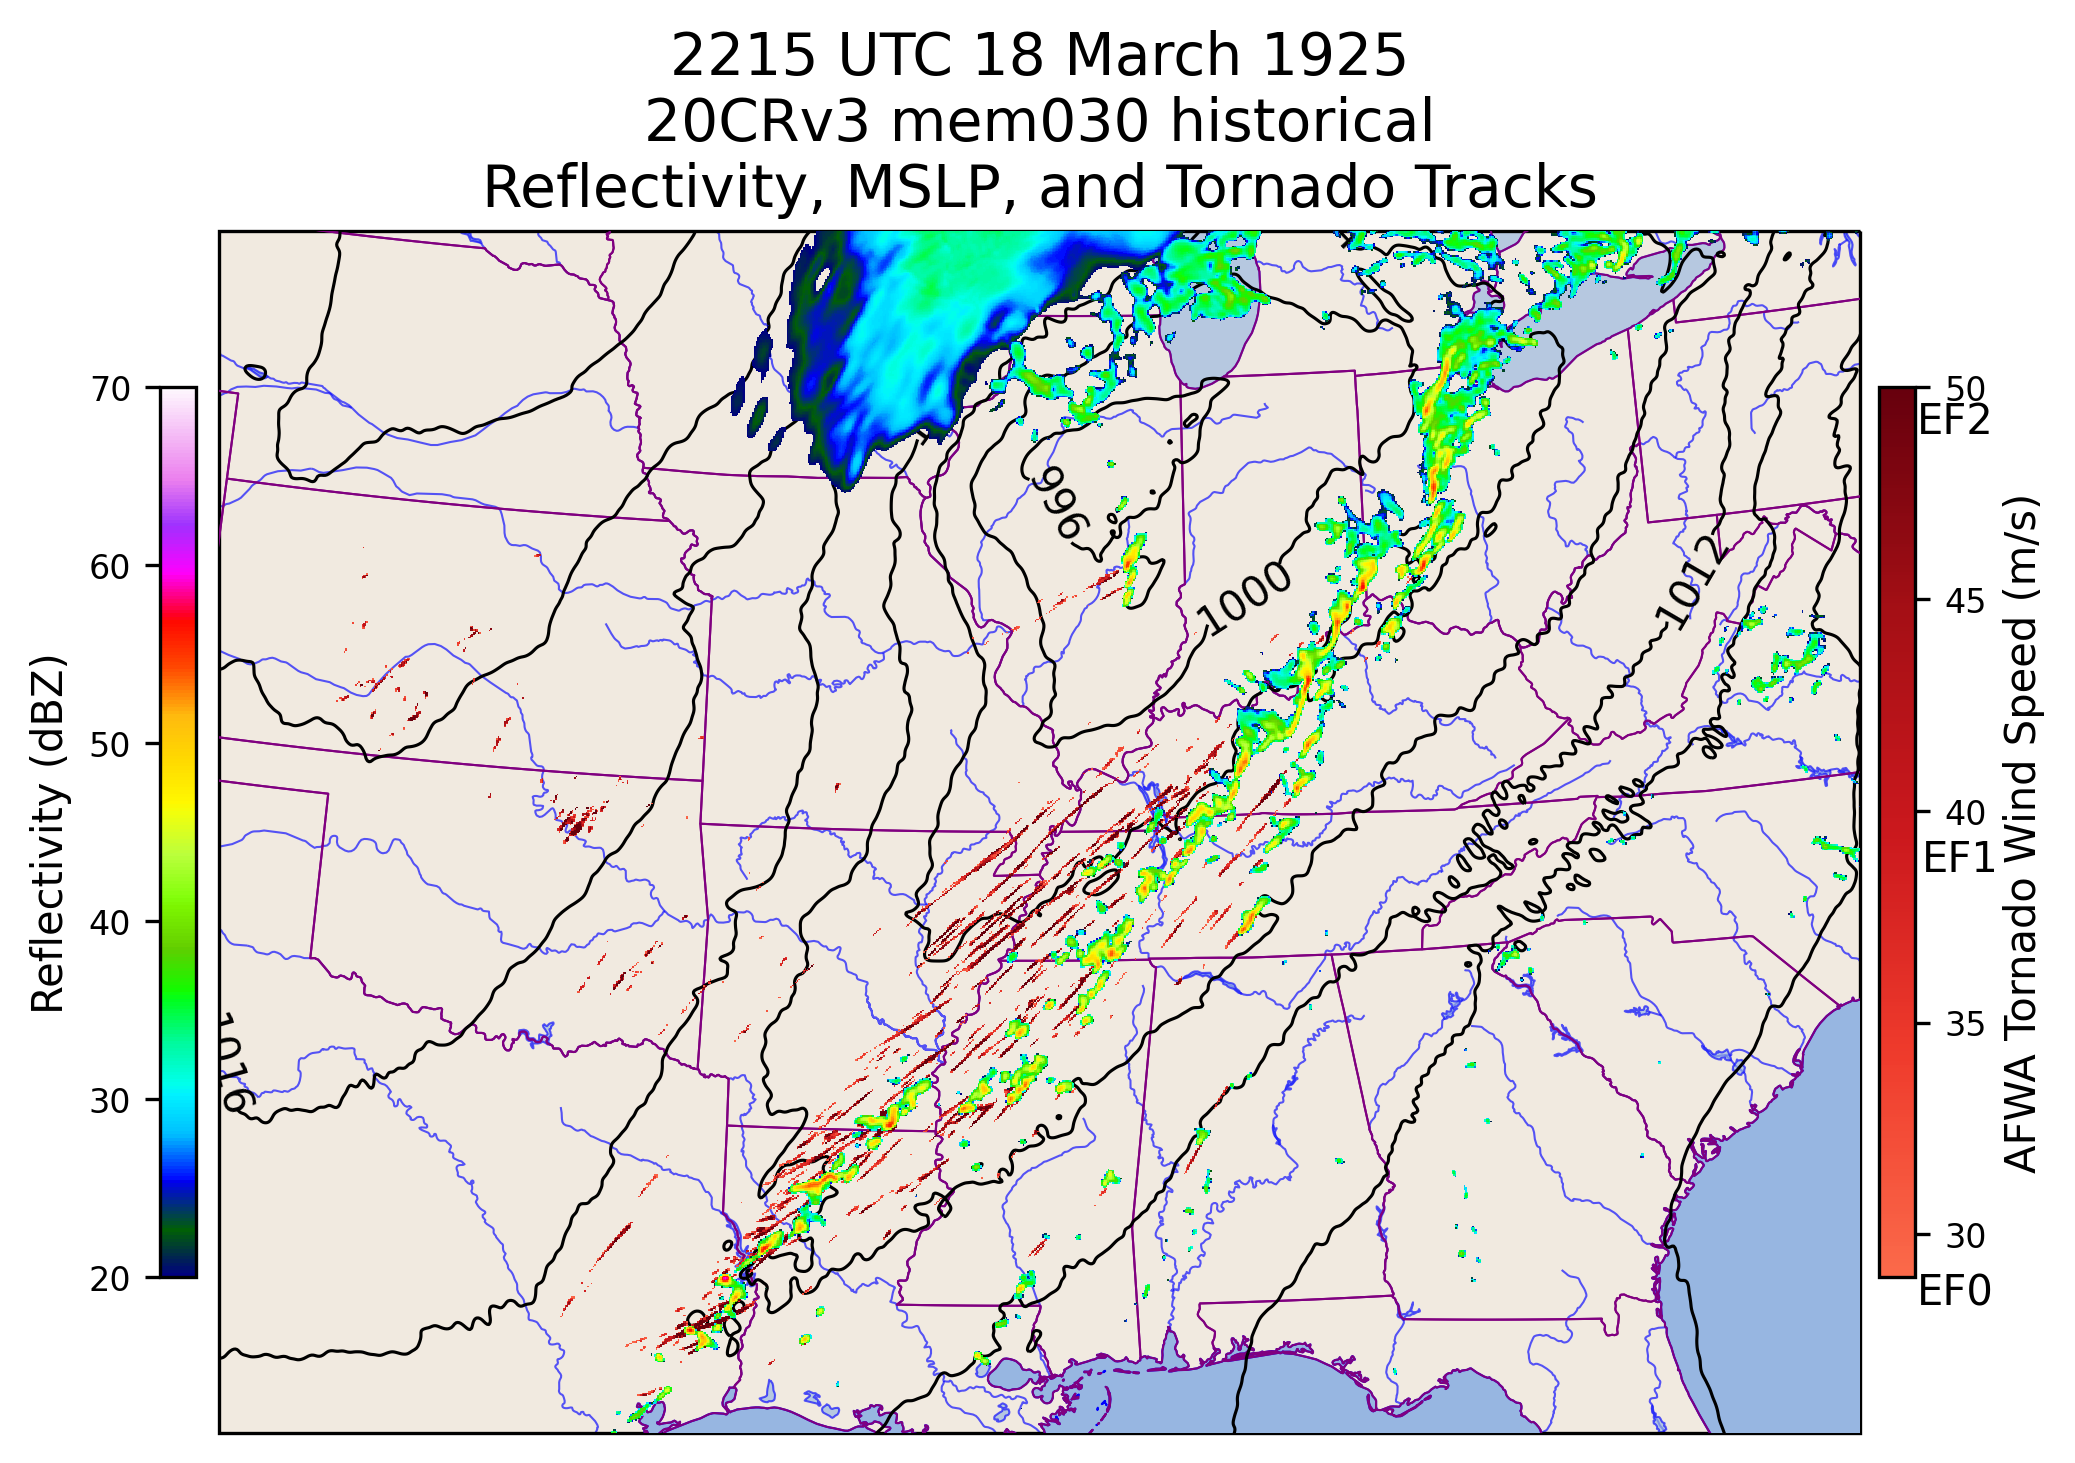 2215 UTC 18 March 1925
20CRv3 mem030 historical
Reflectivity, MSLP, and Tornado Tracks
70
60
50
40
30
20
Reflectivity (dBZ)
996
1000
1012
1016
50
EF2
45
40
EF1
35
30
EF0
AFWA Tornado Wind Speed (m/s)